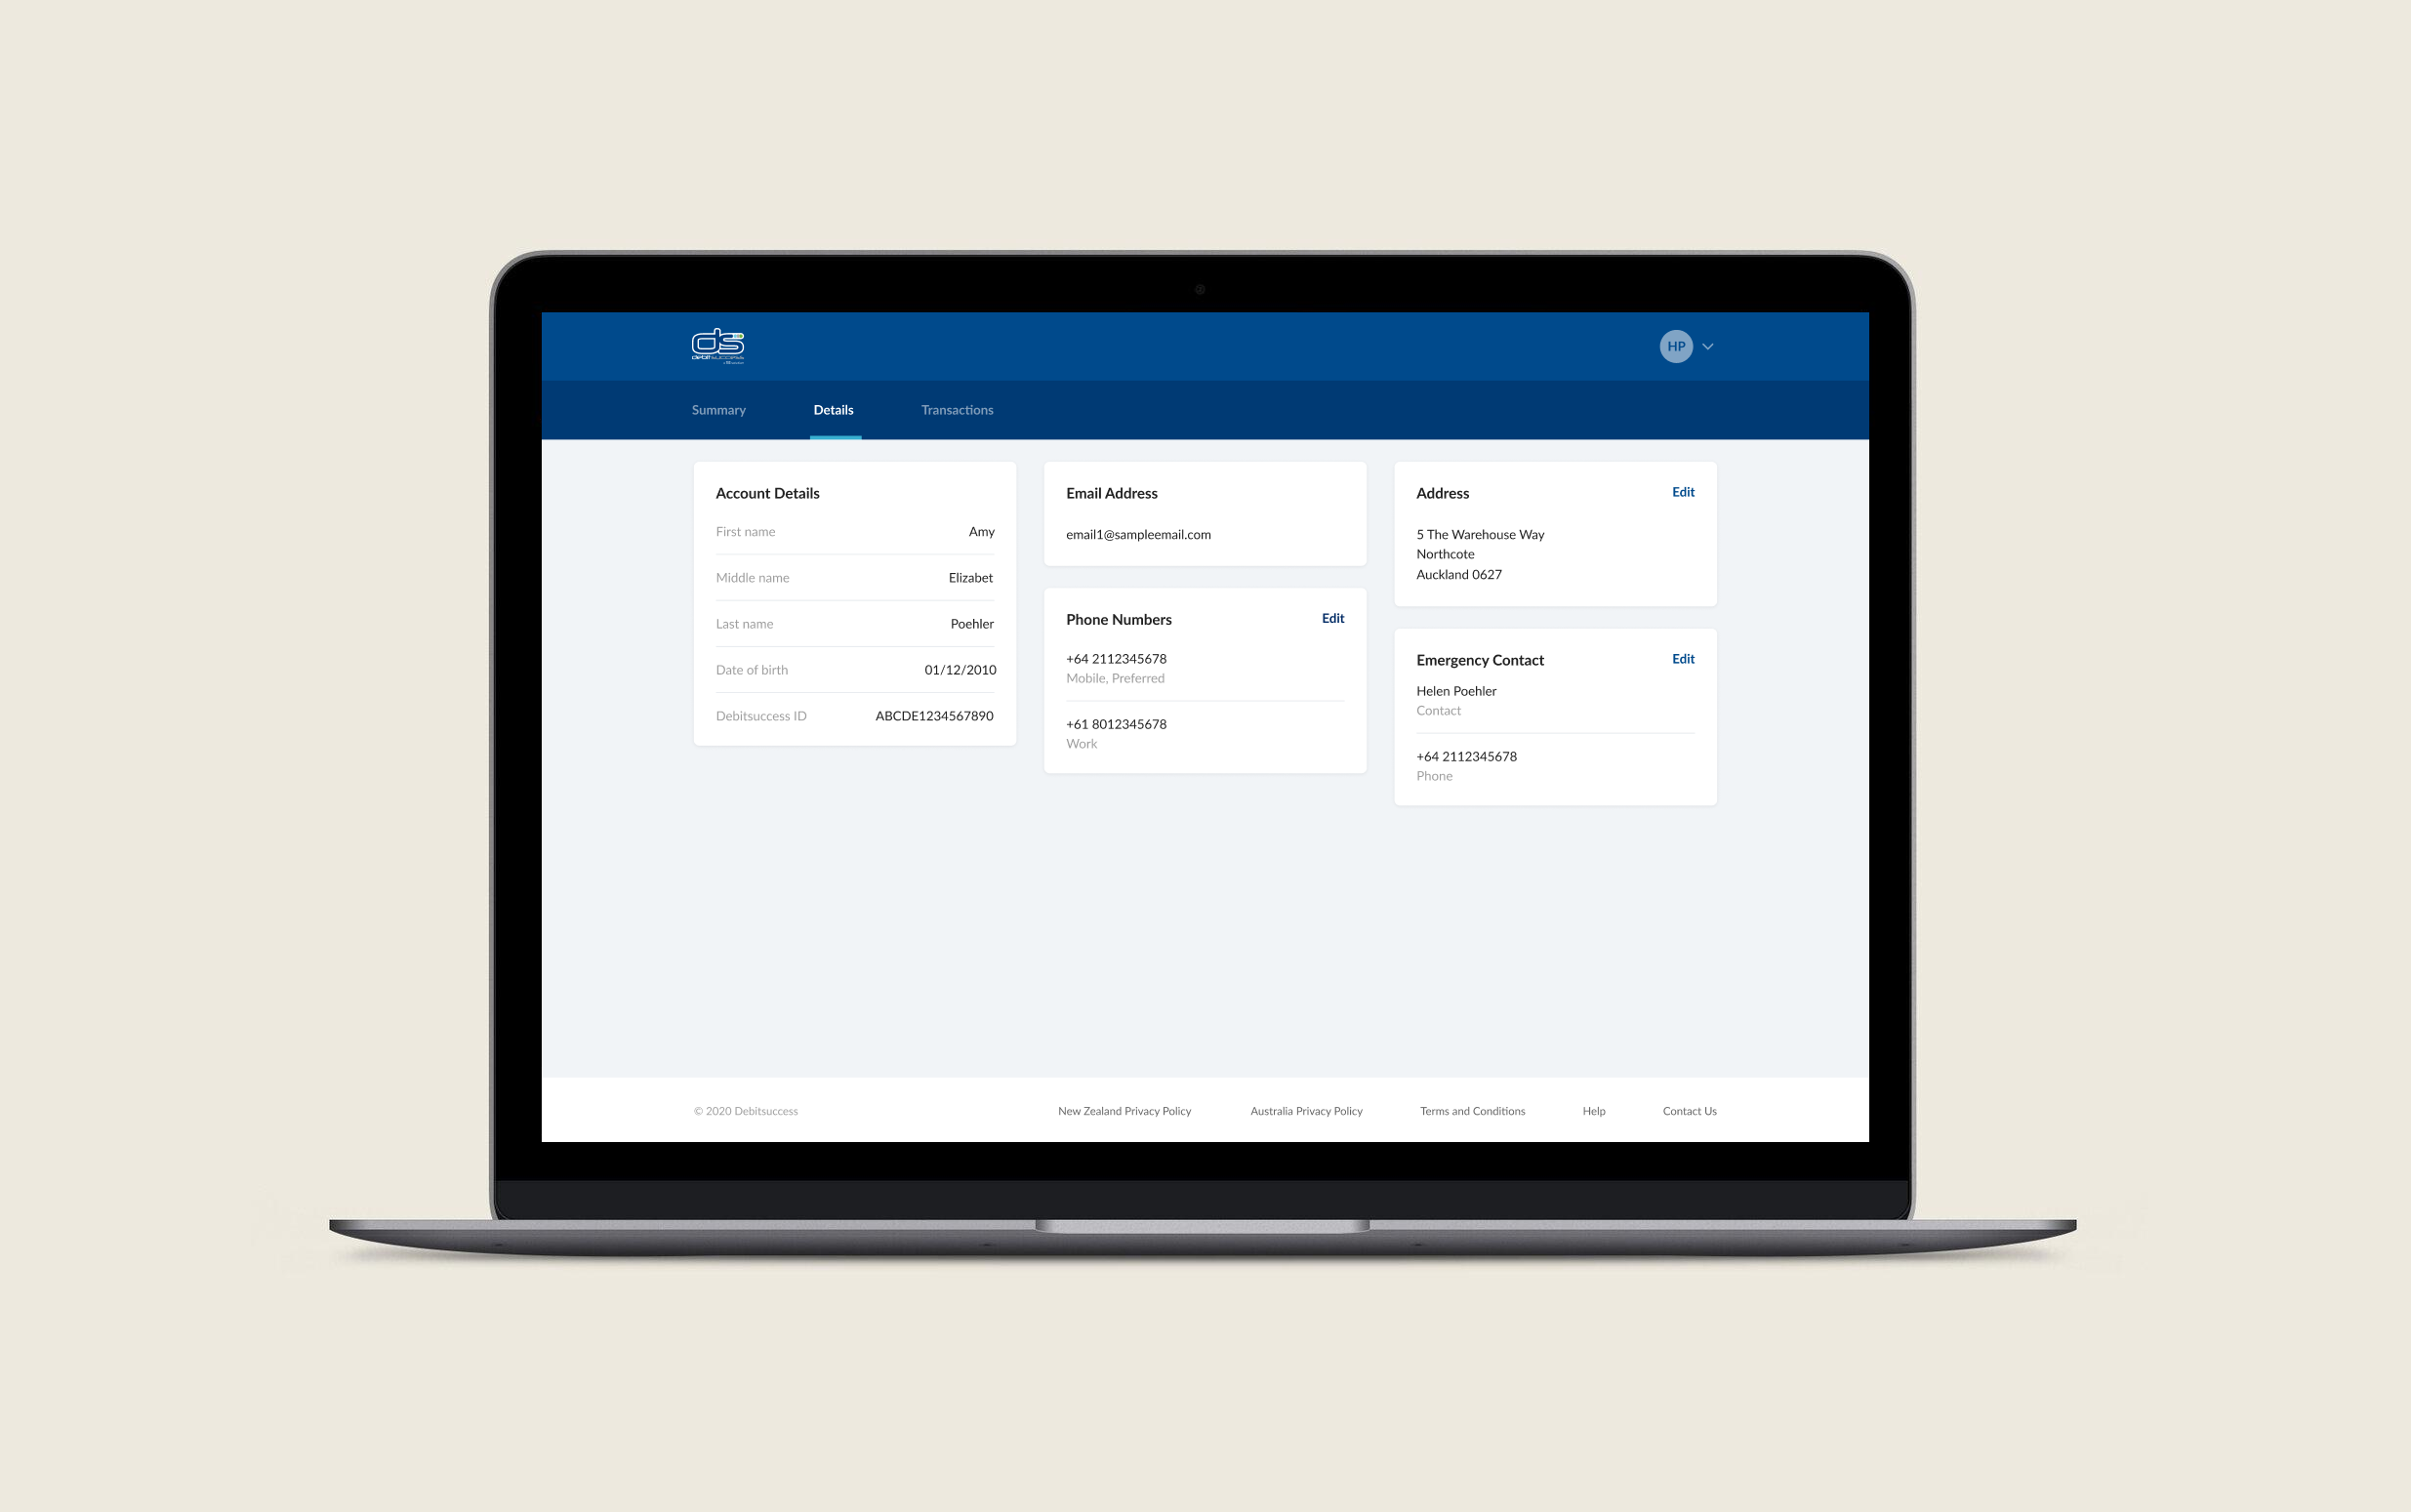 ds
debitsuccess
HP
Summary
Details
Transactions
Account Details
First name
Amy
Middle name
Elizabet
Last name
Poehler
Date of birth
01/12/2010
Debitsuccess ID
ABCDE1234567890
Email Address
email1@sampleemail.com
Phone Numbers
Edit
+64 2112345678
Mobile, Preferred
+61 8012345678
Work
Address
Edit
5 The Warehouse Way
Northcote
Auckland 0627
Emergency Contact
Edit
Helen Poehler
Contact
+64 2112345678
Phone
© 2020 Debitsuccess
New Zealand Privacy Policy
Australia Privacy Policy
Terms and Conditions
Help
Contact Us